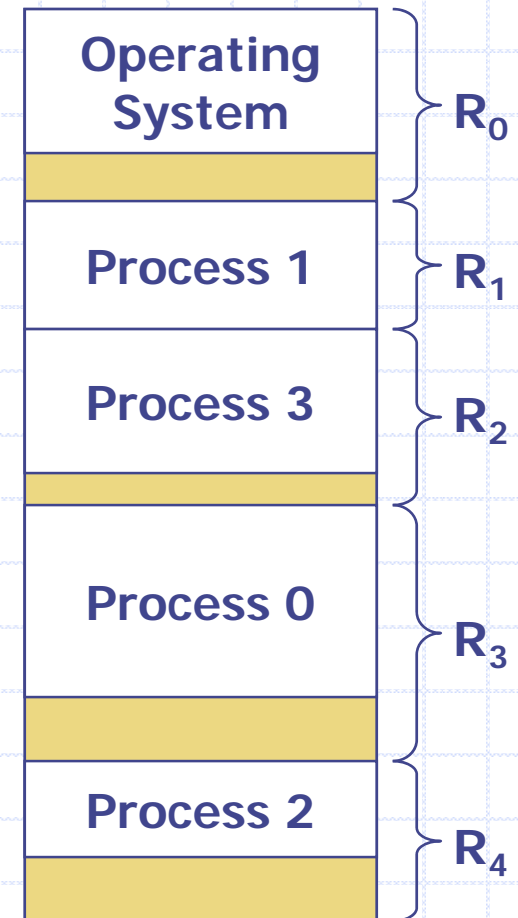 Operating
System
R₀
Process 1
R₁
Process 3
R₂
Process 0
R₃
Process 2
R₄